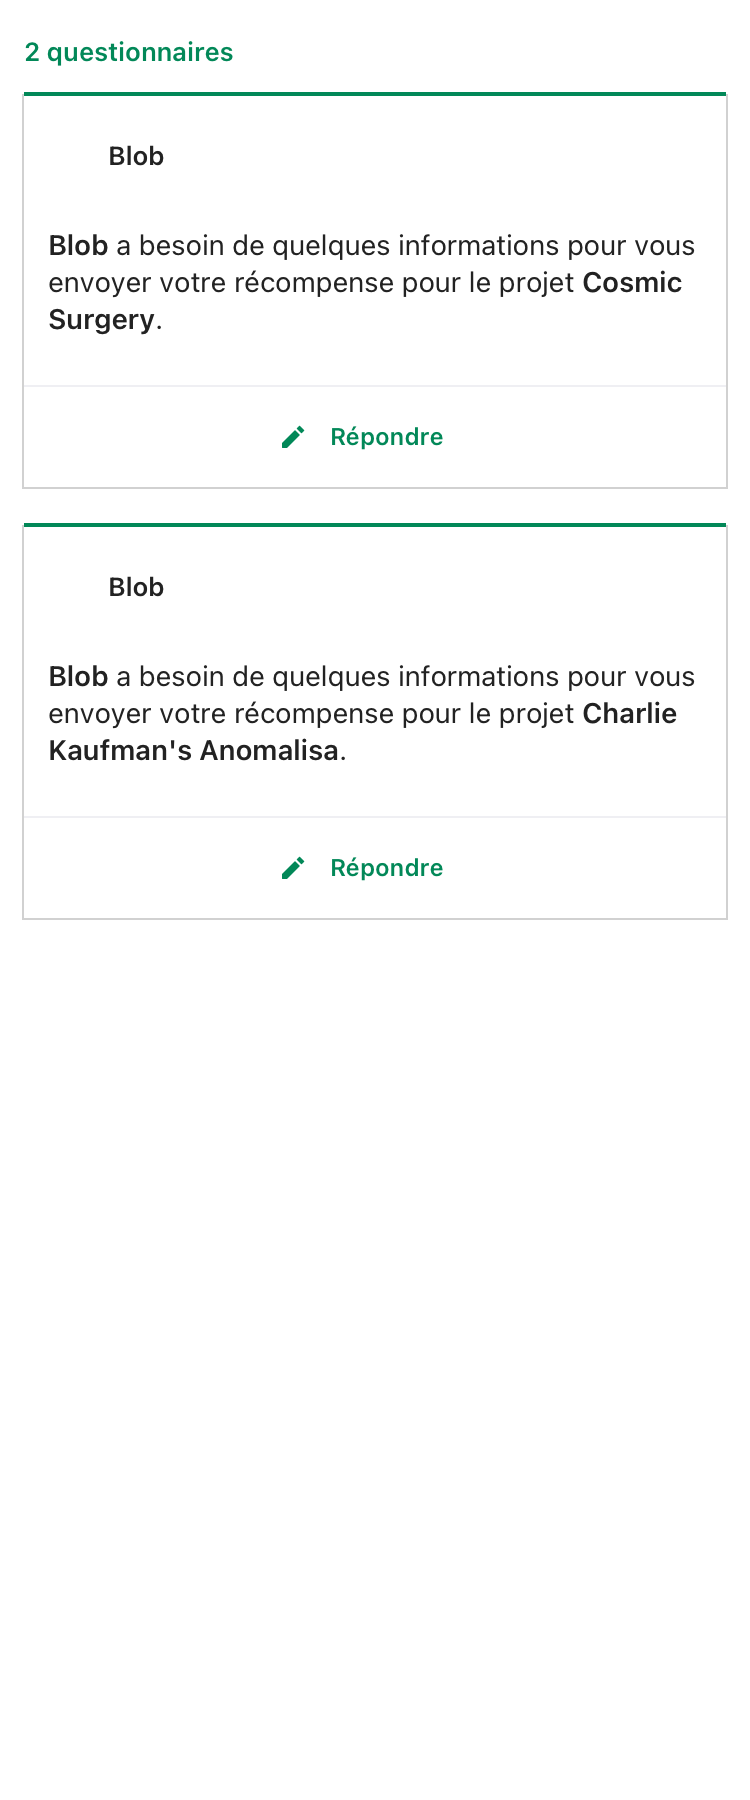 2 questionnaires
Blob
Blob a besoin de quelques informations pour vous
envoyer votre récompense pour le projet Cosmic
Surgery.
Répondre
Blob
Blob a besoin de quelques informations pour vous
envoyer votre récompense pour le projet Charlie
Kaufman's Anomalisa.
Répondre